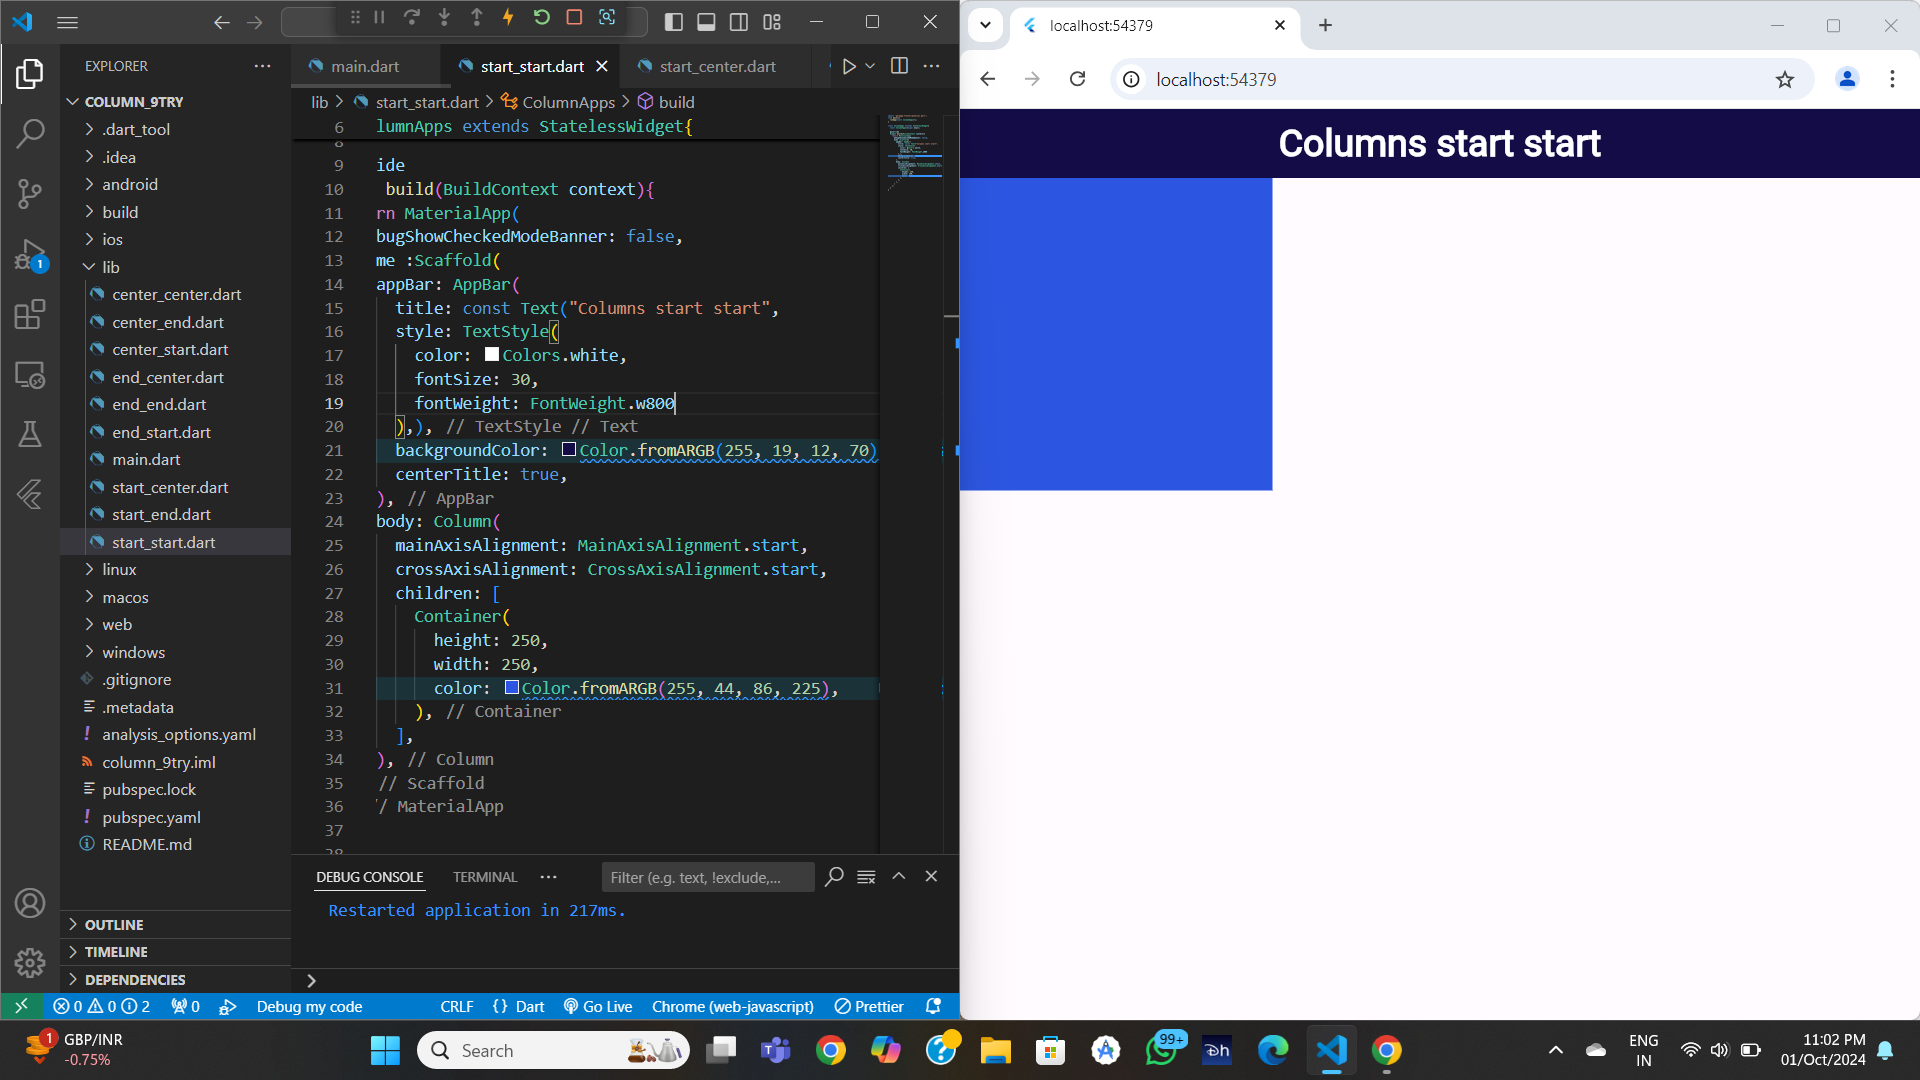 EXPLORER
COLUMN_9TRY
.dart_tool
.idea
android
build
ios
lib
center_center.dart
center_end.dart
center_start.dart
end_center.dart
end_end.dart
end_start.dart
main.dart
start_center.dart
start_end.dart
start_start.dart
linux
macos
web
windows
.gitignore
.metadata
analysis_options.yaml
column_9try.iml
pubspec.lock
pubspec.yaml
README.md
OUTLINE
TIMELINE
DEPENDENCIES
1
main.dart
start_start.dart
start_center.dart
lib > start_start.dart > ColumnApps > build
6 lumnApps extends StatelessWidget{
8
9 ide
10 build(BuildContext context){
11 rn MaterialApp(
12 bugShowCheckedModeBanner: false,
13 me :Scaffold(
14 appBar: AppBar(
15 title: const Text("Columns start start",
16 style: TextStyle(
17 color: Colors.white,
18 fontSize: 30,
19 fontWeight: FontWeight.w800
20 ),), // TextStyle // Text
21 backgroundColor: Color.fromARGB(255, 19, 12, 70)
22 centerTitle: true,
23 ), // AppBar
24 body: Column(
25 mainAxisAlignment: MainAxisAlignment.start,
26 crossAxisAlignment: CrossAxisAlignment.start,
27 children: [
28 Container(
29 height: 250,
30 width: 250,
31 color: Color.fromARGB(255, 44, 86, 225),
32 ), // Container
33 ],
34 ), // Column
35 // Scaffold
36 / MaterialApp
37
38
DEBUG CONSOLE
TERMINAL
Filter (e.g. text, !exclude,...
Restarted application in 217ms.
0 0 2 0 Debug my code CRLF {} Dart Go Live Chrome (web-javascript) Prettier
localhost:54379
localhost:54379
Columns start start
1
GBP/INR
-0.75%
Search
99+
Dh
ENG
IN
11:02 PM
01/Oct/2024